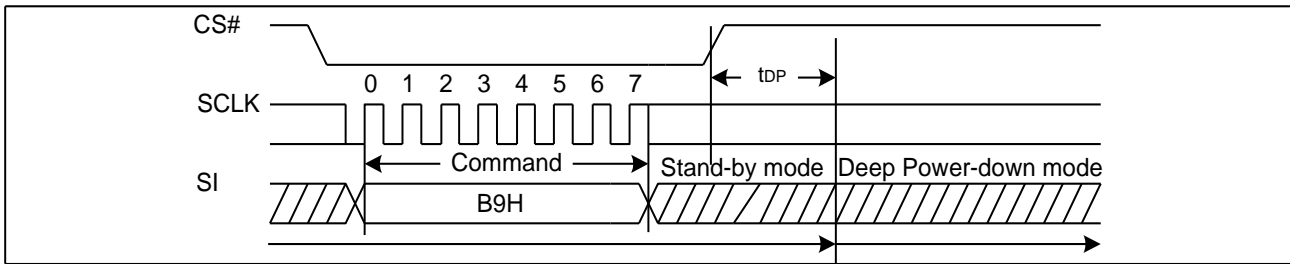 CS#
tDP
0 1 2 3 4 5 6 7
SCLK
Command
Stand-by mode Deep Power-down mode
SI
B9H